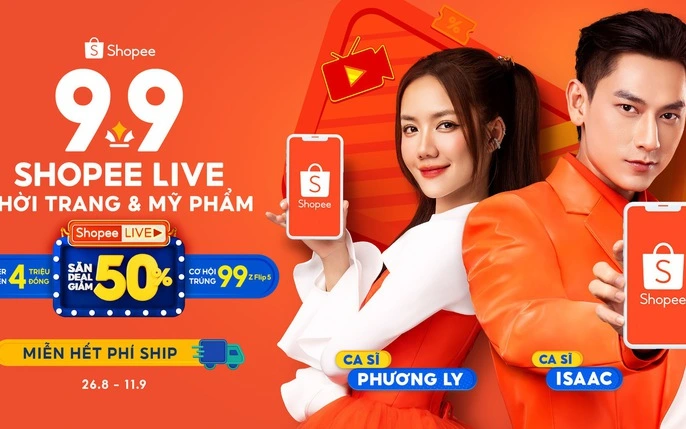 Shopee
9.9
SHOPEE LIVE
HỜI TRANG & MỸ PHẨM
Shopee LIVE
4 TRIỆU
ĐỒNG
SĂN
DEAL
GIẢM
50%
CƠ HỘI
TRÚNG
99 Z Flip5
MIỄN HẾT PHÍ SHIP
26.8 - 11.9
S
Shopee
CA SĨ
PHƯƠNG LY
CA SĨ
ISAAC
S
Shopee